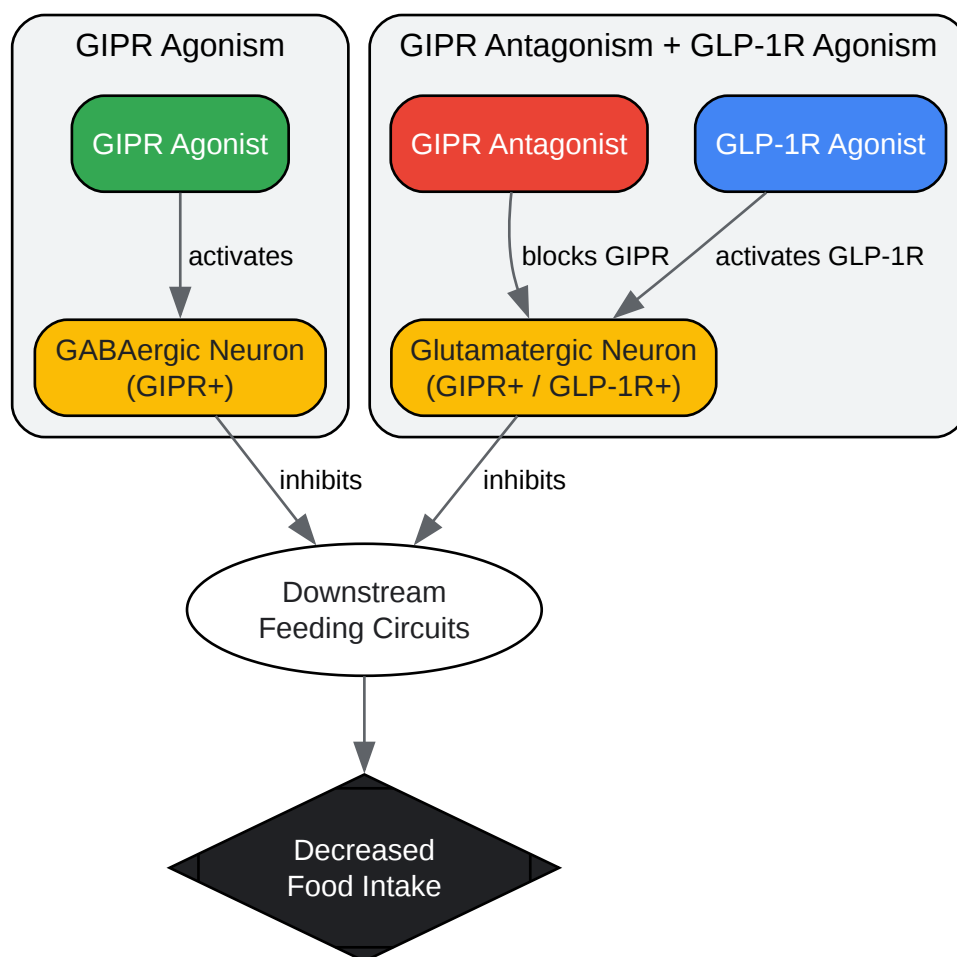 GIPR Agonism
GIPR Antagonism + GLP-1R Agonism
GIPR Agonist
GIPR Antagonist
GLP-1R Agonist
activates
blocks GIPR
activates GLP-1R
GABAergic Neuron
(GIPR+)
Glutamatergic Neuron
(GIPR+ / GLP-1R+)
inhibits
inhibits
Downstream
Feeding Circuits
Decreased
Food Intake